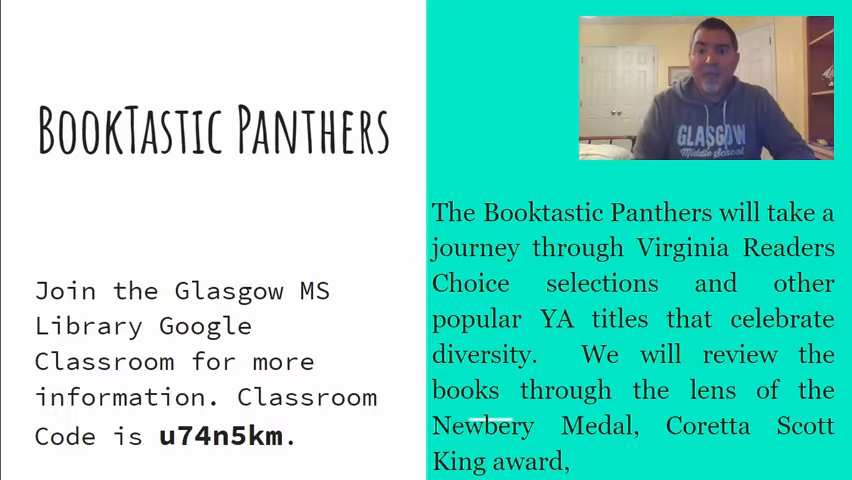 BookTastic Panthers
Join the Glasgow MS
Library Google
Classroom for more
information. Classroom
Code is u74n5km.
GLASGOW
Middle School
The Booktastic Panthers will take a
journey through Virginia Readers
Choice selections and other
popular YA titles that celebrate
diversity. We will review the
books through the lens of the
Newbery Medal, Coretta Scott
King award,